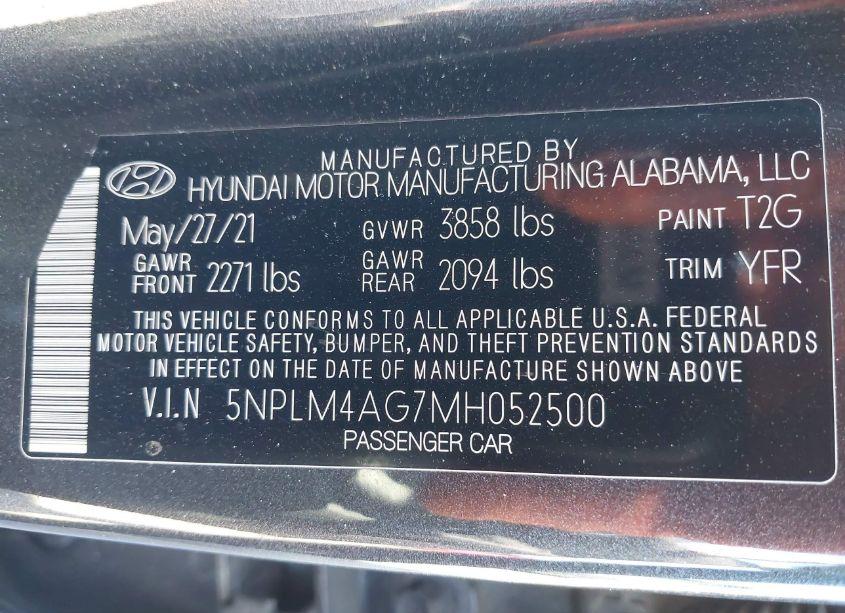 MANUFACTURED BY
HYUNDAI MOTOR MANUFACTURING ALABAMA, LLC
May/27/21 GVWR 3858 lbs PAINT T2G
GAWR FRONT 2271 lbs GAWR REAR 2094 lbs TRIM YFR
THIS VEHICLE CONFORMS TO ALL APPLICABLE U.S.A. FEDERAL
MOTOR VEHICLE SAFETY, BUMPER, AND THEFT PREVENTION STANDARDS
IN EFFECT ON THE DATE OF MANUFACTURE SHOWN ABOVE
V.I.N 5NPLM4AG7MH052500
PASSENGER CAR